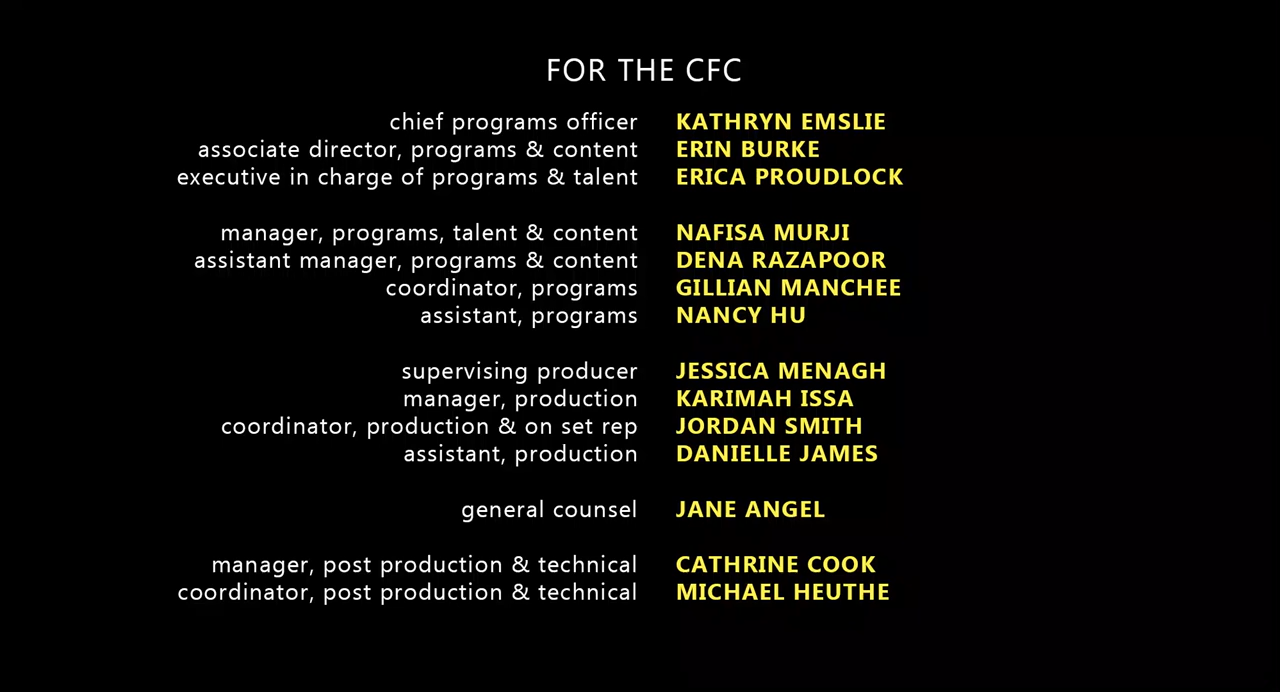 FOR THE CFC
chief programs officer KATHRYN EMSLIE
associate director, programs & content ERIN BURKE
executive in charge of programs & talent ERICA PROUDLOCK
manager, programs, talent & content NAFISA MURJI
assistant manager, programs & content DENA RAZAPOOR
coordinator, programs GILLIAN MANCHEE
assistant, programs NANCY HU
supervising producer JESSICA MENAGH
manager, production KARIMAH ISSA
coordinator, production & on set rep JORDAN SMITH
assistant, production DANIELLE JAMES
general counsel JANE ANGEL
manager, post production & technical CATHRINE COOK
coordinator, post production & technical MICHAEL HEUTHE